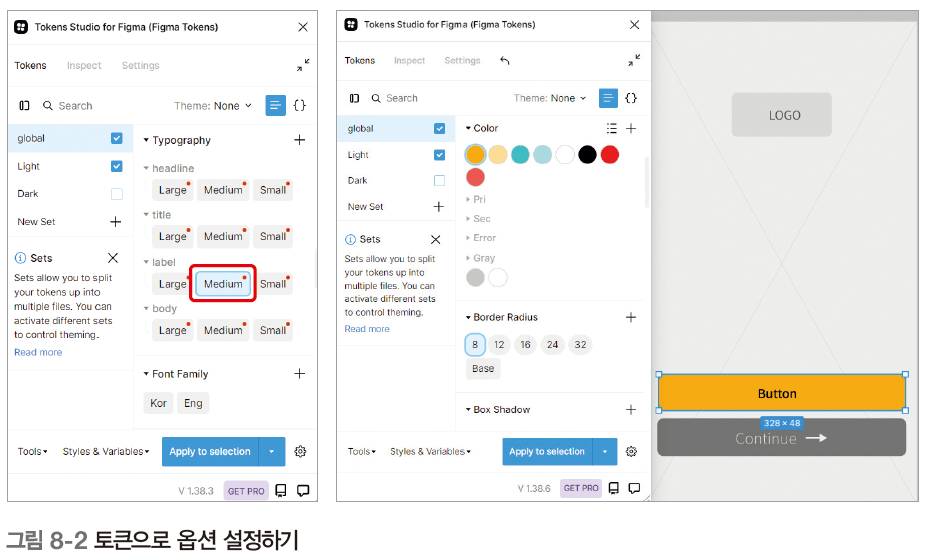 Tokens Studio for Figma (Figma Tokens)
Tokens Inspect Settings
Search Theme: None
global
Light
Dark
New Set
Sets
Sets allow you to split
your tokens up into
multiple files. You can
activate different sets
to control theming.
Read more
Typography
headline
Large Medium Small
title
Large Medium Small
label
Large Medium Small
body
Large Medium Small
Font Family
Kor Eng
Tools Styles & Variables Apply to selection
V 1.38.3 GET PRO
Tokens Studio for Figma (Figma Tokens)
Tokens Inspect Settings
Search Theme: None
global
Light
Dark
New Set
Sets
Sets allow you to split
your tokens up into
multiple files. You can
activate different sets
to control theming.
Read more
Color
Pri
Sec
Error
Gray
Border Radius
8 12 16 24 32
Base
Box Shadow
Tools Styles & Variables Apply to selection
V 1.38.6 GET PRO
LOGO
Button
328 × 48
Continue
그림 8-2 토큰으로 옵션 설정하기